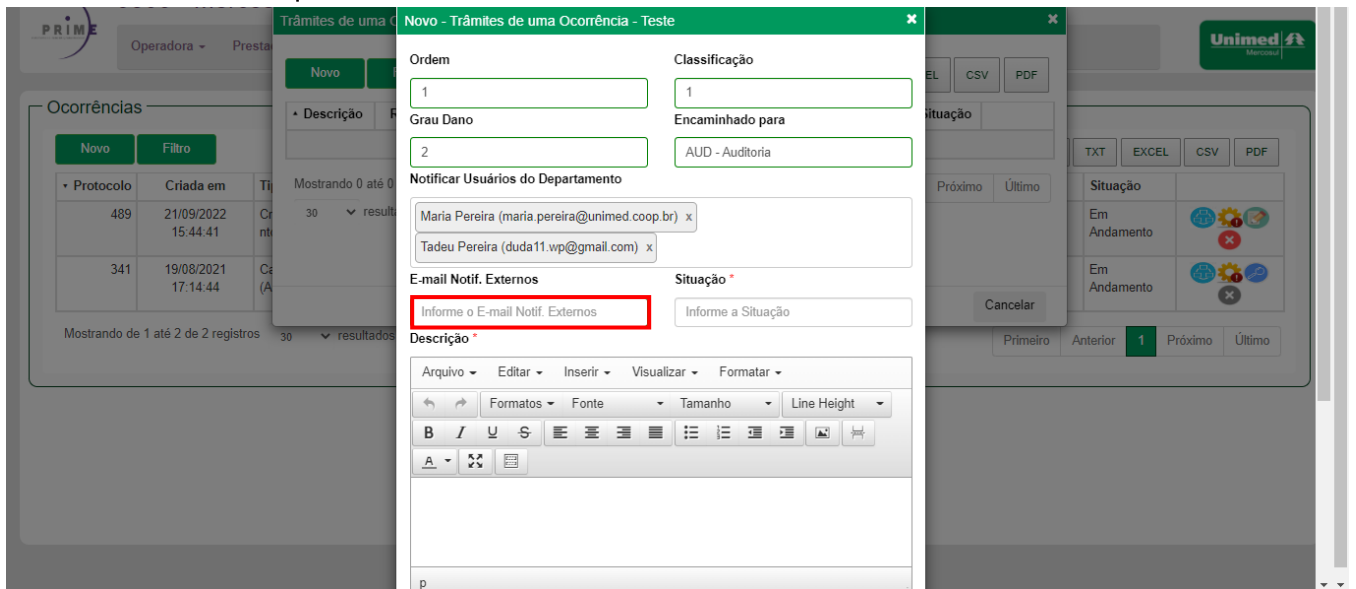 PRIME
Operadora
Trâmites de uma
Novo - Trâmites de uma Ocorrência - Teste
×
×
Unimed
Mercosul
Novo
CSV
PDF
Ordem
Classificação
1
1
Grau Dano
Encaminhado para
2
AUD - Auditoria
Notificar Usuários do Departamento
Maria Pereira (maria.pereira@unimed.coop.br) x
Tadeu Pereira (duda11.wp@gmail.com) x
E-mail Notif. Externos
Situação *
Informe o E-mail Notif. Externos
Informe a Situação
Descrição *
Arquivo
Editar
Inserir
Visualizar
Formatar
Formatos
Fonte
Tamanho
Line Height
B I U S
A
p
Descrição
Situação
Mostrando 0 até 0
Próximo
Último
30
Cancelar
Ocorrências
Novo
Filtro
TXT
EXCEL
CSV
PDF
Protocolo
Criada em
Situação
489
21/09/2022
15:44:41
Em
Andamento
341
19/08/2021
17:14:44
Em
Andamento
Mostrando de 1 até 2 de 2 registros
30
resultados
Primeiro
Anterior
1
Próximo
Último